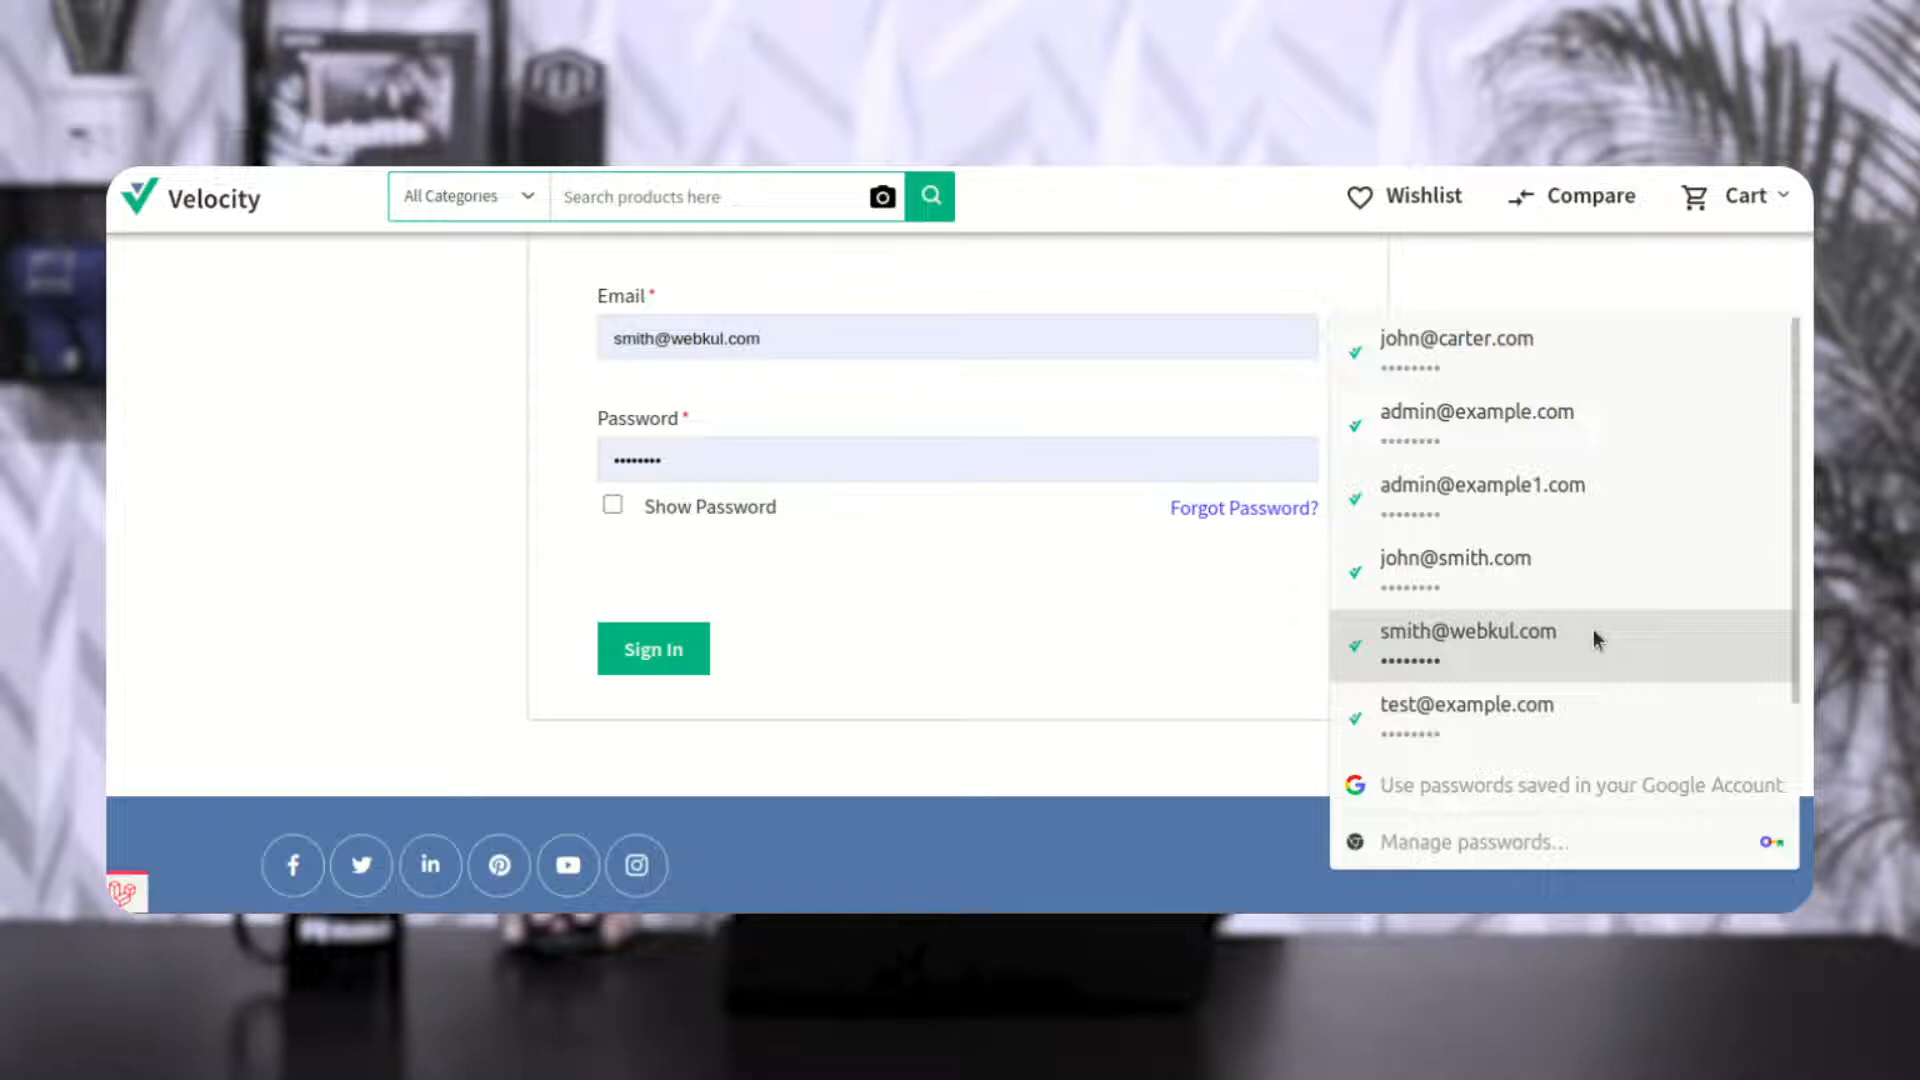 Velocity
All Categories
Search products here
Wishlist
Compare
Cart
Email *
smith@webkul.com
Password *
••••••••
Show Password
Forgot Password?
Sign In
john@carter.com
••••••••
admin@example.com
••••••••
admin@example1.com
••••••••
john@smith.com
••••••••
smith@webkul.com
••••••••
test@example.com
••••••••
Use passwords saved in your Google Account
Manage passwords...